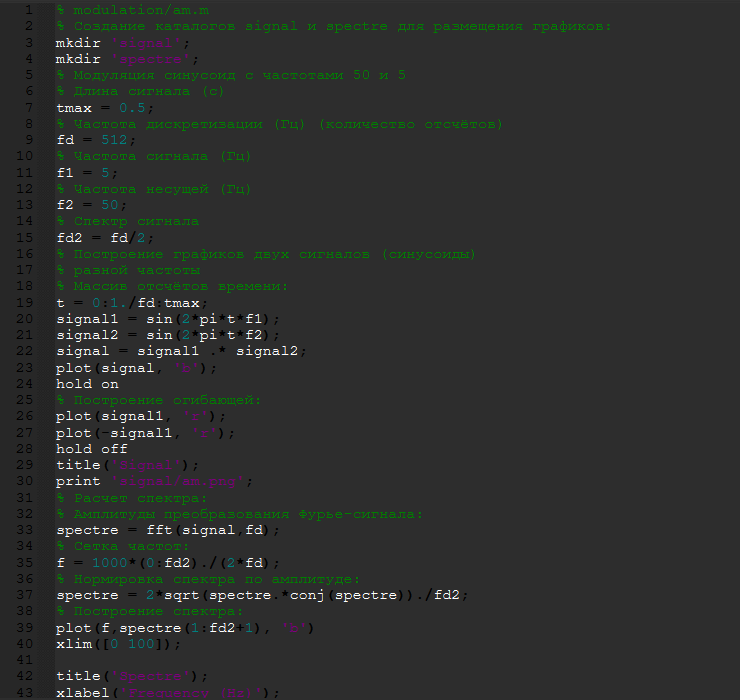 1 % modulation/am.m
2 % Создание каталогов signal и spectre для размещения графиков:
3 mkdir 'signal';
4 mkdir 'spectre';
5 % Модуляция синусоид с частотами 50 и 5
6 % Длина сигнала (с)
7 tmax = 0.5;
8 % Частота дискретизации (Гц) (количество отсчётов)
9 fd = 512;
10 % Частота сигнала (Гц)
11 f1 = 5;
12 % Частота несущей (Гц)
13 f2 = 50;
14 % Спектр сигнала
15 fd2 = fd/2;
16 % Построение графиков двух сигналов (синусоиды)
17 % разной частоты
18 % Массив отсчётов времени:
19 t = 0:1./fd:tmax;
20 signal1 = sin(2*pi*t*f1);
21 signal2 = sin(2*pi*t*f2);
22 signal = signal1 .* signal2;
23 plot(signal, 'b');
24 hold on
25 % Построение огибающей:
26 plot(signal1, 'r');
27 plot(-signal1, 'r');
28 hold off
29 title('Signal');
30 print 'signal/am.png';
31 % Расчет спектра:
32 % Амплитуды преобразования Фурье-сигнала:
33 spectre = fft(signal,fd);
34 % Сетка частот:
35 f = 1000*(0:fd2)./(2*fd);
36 % Нормировка спектра по амплитуде:
37 spectre = 2*sqrt(spectre.*conj(spectre))./fd2;
38 % Построение спектра:
39 plot(f,spectre(1:fd2+1), 'b')
40 xlim([0 100]);
41
42 title('Spectre');
43 xlabel('Frequency (Hz)');